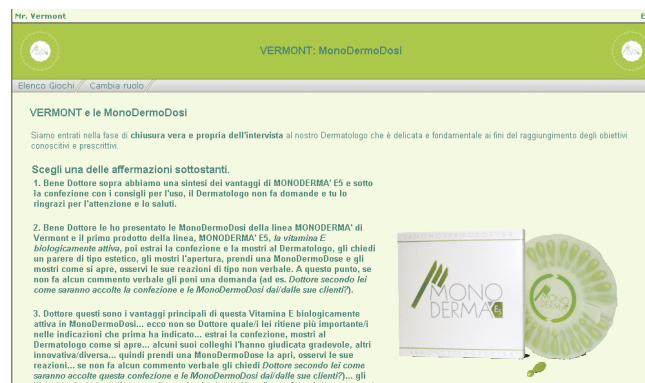 Mr. Vermont
E
VERMONT: MonoDermoDosi
Elenco Giochi
Cambia ruolo
VERMONT e le MonoDermoDosi
Siamo entrati nella fase di chiusura vera e propria dell'intervista al nostro Dermatologo che è delicata e fondamentale ai fini del raggiungimento degli obiettivi
conoscitivi e prescrittivi.
Scegli una delle affermazioni sottostanti.
1. Bene Dottore sopra abbiamo una sintesi dei vantaggi di MONODERMA' E5 e sotto
la confezione con i consigli per l'uso, il Dermatologo non fa domande e tu lo
ringrazi per l'attenzione e lo saluti.
2. Bene Dottore le ho presentato le MonoDermoDosi della linea MONODERMA' di
Vermont e il primo prodotto della linea, MONODERMA' E5, la vitamina E
biologicamente attiva, poi estrai la confezione e la mostri al Dermatologo, gli chiedi
un parere di tipo estetico, gli mostri l'apertura, prendi una MonoDermoDose e gli
mostri come si apre, osservi le sue reazioni di tipo non verbale. A questo punto, se
non fa alcun commento verbale gli poni una domanda (ad es. Dottore secondo lei
come saranno accolte la confezione e le MonoDermoDosi dai/dalle sue clienti?).
3. Dottore questi sono i vantaggi principali di questa Vitamina E biologicamente
attiva in MonoDermoDosi... ecco non so Dottore quale/i lei ritiene più importante/i
nelle indicazioni che prima ha indicato... estrai la confezione, mostri al
Dermatologo come si apre... alcuni suoi colleghi l'hanno giudicata gradevole, altri
innovativa/diversa... quindi prendi una MonoDermoDose la apri, osservi le sue
reazioni... se non fa alcun commento verbale gli chiedi Dottore secondo lei come
saranno accolte questa confezione e le MonoDermoDosi dai/dalle sue clienti?)... gli
MONO
DERMA E5